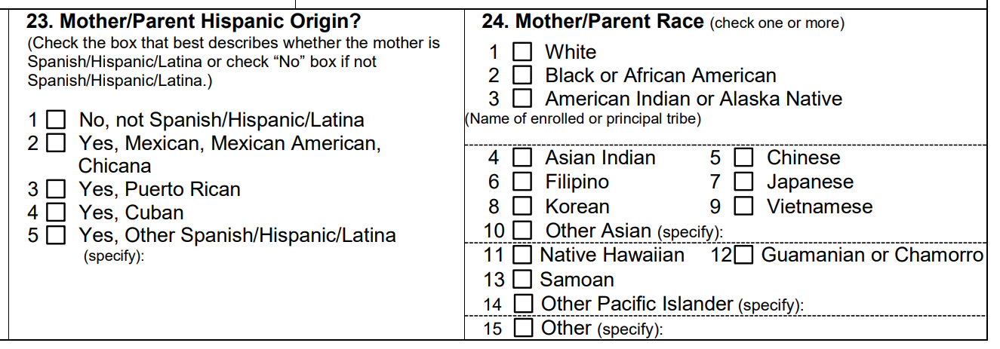 23. Mother/Parent Hispanic Origin?
(Check the box that best describes whether the mother is
Spanish/Hispanic/Latina or check “No” box if not
Spanish/Hispanic/Latina.)
1 No, not Spanish/Hispanic/Latina
2 Yes, Mexican, Mexican American,
Chicana
3 Yes, Puerto Rican
4 Yes, Cuban
5 Yes, Other Spanish/Hispanic/Latina
(specify):
24. Mother/Parent Race (check one or more)
1 White
2 Black or African American
3 American Indian or Alaska Native
(Name of enrolled or principal tribe)
4 Asian Indian 5 Chinese
6 Filipino 7 Japanese
8 Korean 9 Vietnamese
10 Other Asian (specify):
11 Native Hawaiian 12 Guamanian or Chamorro
13 Samoan
14 Other Pacific Islander (specify):
15 Other (specify):